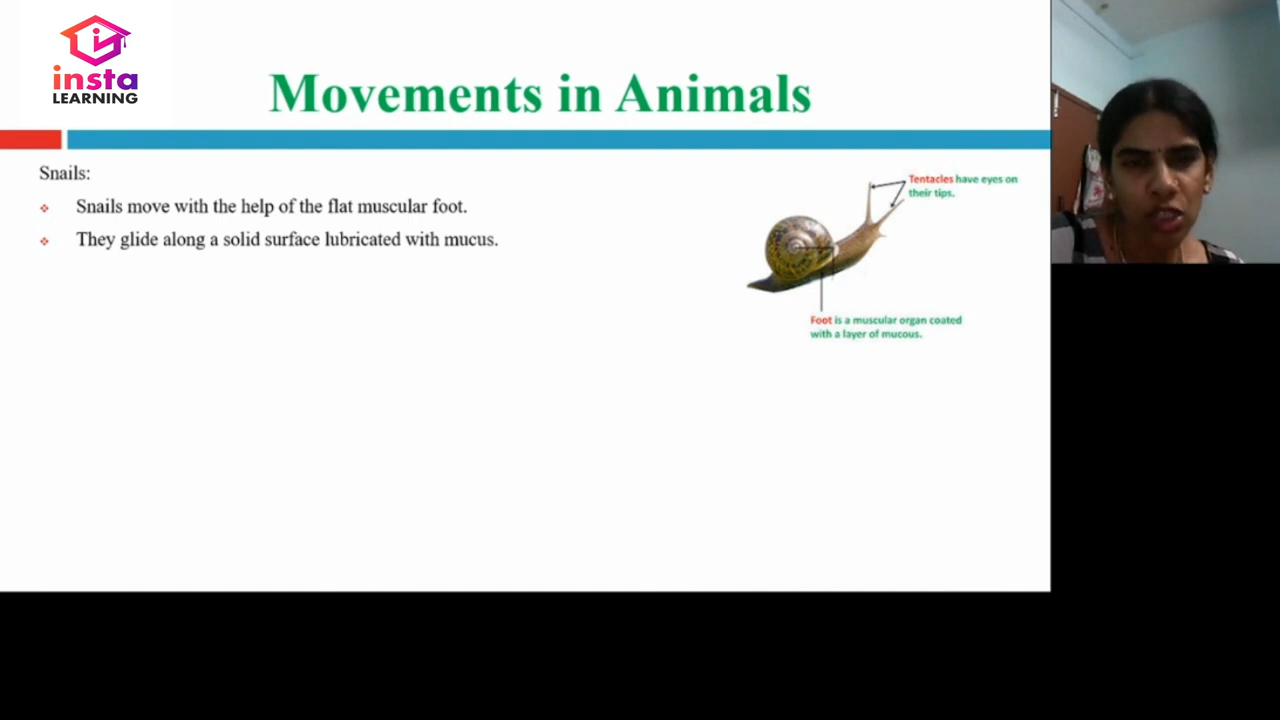 insta
LEARNING
Movements in Animals
Snails:
Snails move with the help of the flat muscular foot.
They glide along a solid surface lubricated with mucus.
Tentacles have eyes on
their tips.
Foot is a muscular organ coated
with a layer of mucous.